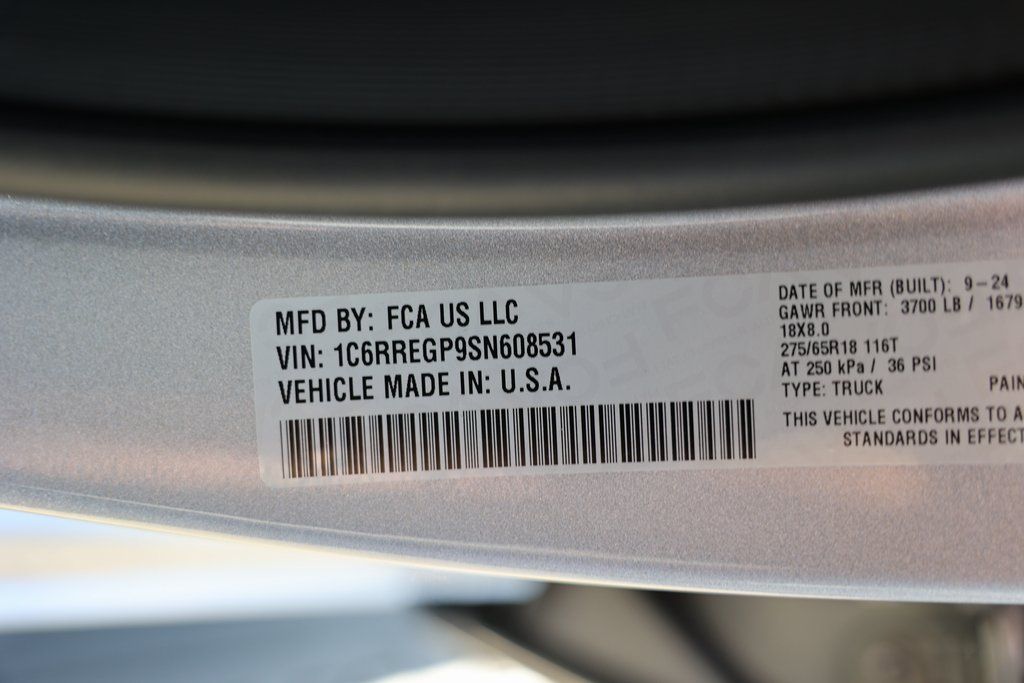 MFD BY: FCA US LLC
VIN: 1C6RREGP9SN608531
VEHICLE MADE IN: U.S.A.
DATE OF MFR (BUILT): 9-24
GAWR FRONT: 3700 LB / 1679
18X8.0
275/65R18 116T
AT 250 kPa / 36 PSI
TYPE: TRUCK PAIN
THIS VEHICLE CONFORMS TO A
STANDARDS IN EFFECT